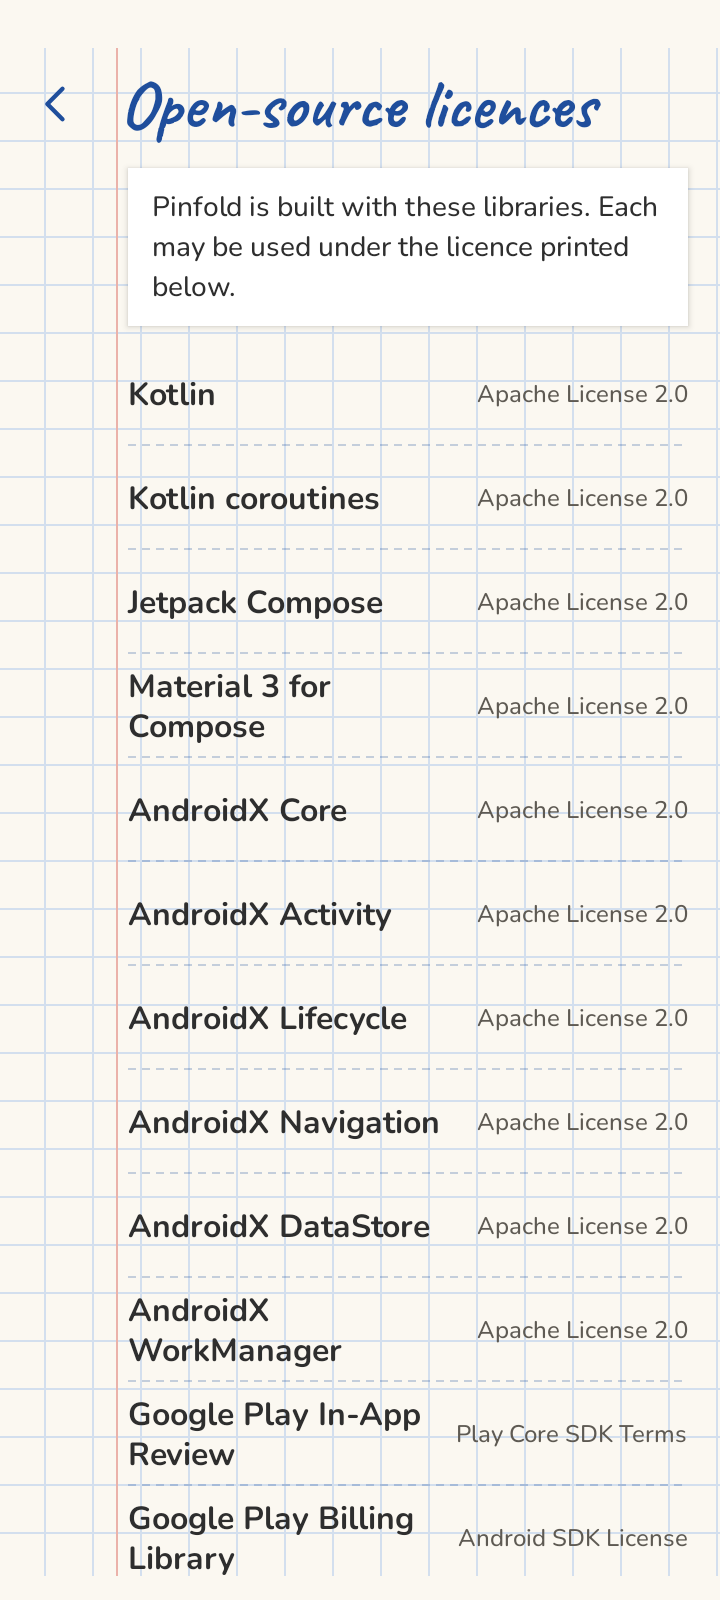 Open-source licences
Pinfold is built with these libraries. Each
may be used under the licence printed
below.
Kotlin Apache License 2.0
Kotlin coroutines Apache License 2.0
Jetpack Compose Apache License 2.0
Material 3 for
Compose
Apache License 2.0
AndroidX Core Apache License 2.0
AndroidX Activity Apache License 2.0
AndroidX Lifecycle Apache License 2.0
AndroidX Navigation Apache License 2.0
AndroidX DataStore Apache License 2.0
AndroidX
WorkManager
Apache License 2.0
Google Play In-App
Review
Play Core SDK Terms
Google Play Billing
Library
Android SDK License